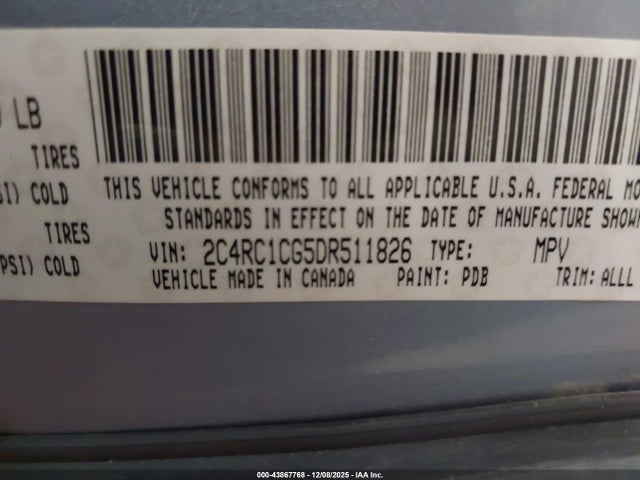 LB
TIRES
COLD
TIRES
PSI) COLD
THIS VEHICLE CONFORMS TO ALL APPLICABLE U.S.A. FEDERAL MO
STANDARDS IN EFFECT ON THE DATE OF MANUFACTURE SHOWN
VIN: 2C4RC1CG5DR511826 TYPE: MPV
VEHICLE MADE IN CANADA PAINT: PDB TRIM: ALLL
000-43867768 | 12/08/2025 - IAA Inc.